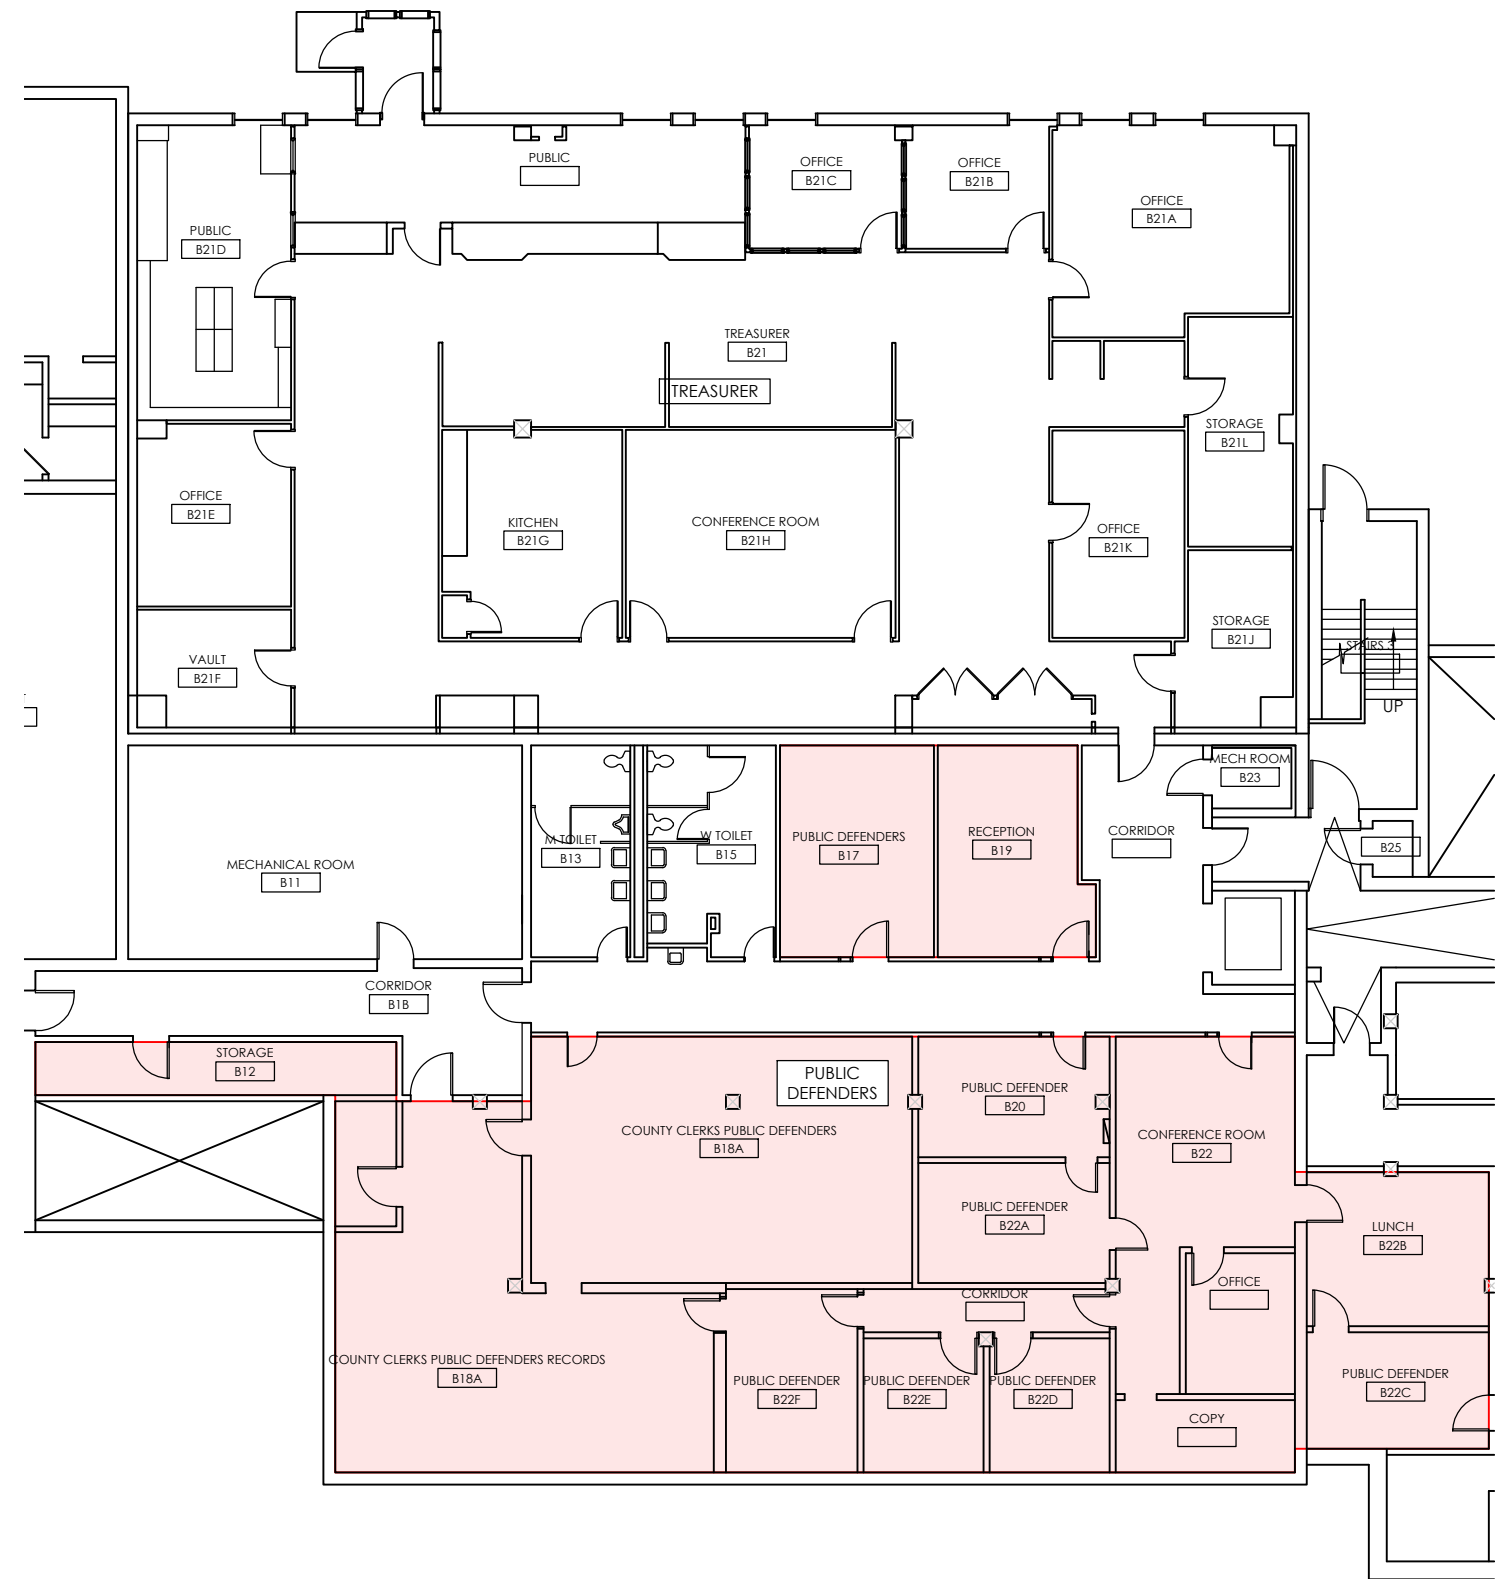 PUBLIC
OFFICE
B21C
OFFICE
B21B
OFFICE
B21A
PUBLIC
B21D
TREASURER
B21
TREASURER
STORAGE
B21L
OFFICE
B21E
KITCHEN
B21G
CONFERENCE ROOM
B21H
OFFICE
B21K
STORAGE
B21J
STAIRS 3
UP
VAULT
B21F
MECH ROOM
B23
MECHANICAL ROOM
B11
M TOILET
B13
W TOILET
B15
PUBLIC DEFENDERS
B17
RECEPTION
B19
CORRIDOR
B25
CORRIDOR
B1B
STORAGE
B12
PUBLIC
DEFENDERS
COUNTY CLERKS PUBLIC DEFENDERS
B18A
PUBLIC DEFENDER
B20
CONFERENCE ROOM
B22
PUBLIC DEFENDER
B22A
LUNCH
B22B
OFFICE
CORRIDOR
COUNTY CLERKS PUBLIC DEFENDERS RECORDS
B18A
PUBLIC DEFENDER
B22F
PUBLIC DEFENDER
B22E
PUBLIC DEFENDER
B22D
PUBLIC DEFENDER
B22C
COPY